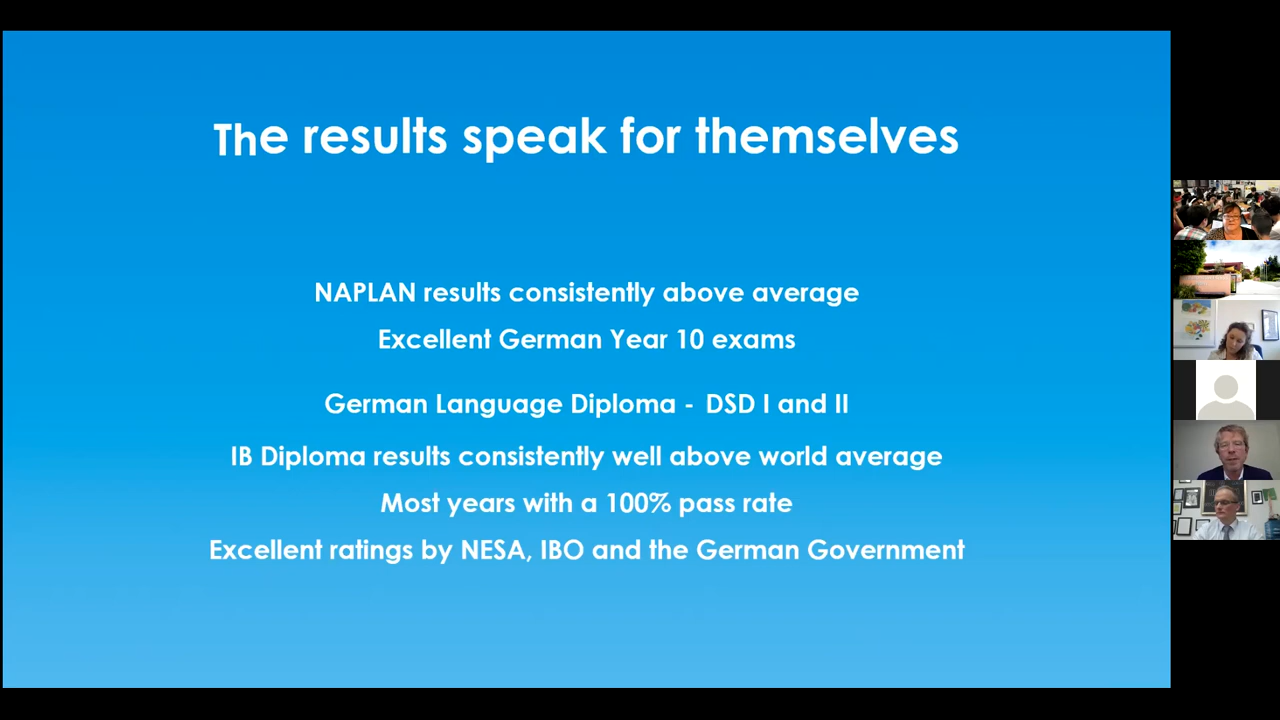 The results speak for themselves
NAPLAN results consistently above average
Excellent German Year 10 exams
German Language Diploma - DSD I and II
IB Diploma results consistently well above world average
Most years with a 100% pass rate
Excellent ratings by NESA, IBO and the German Government